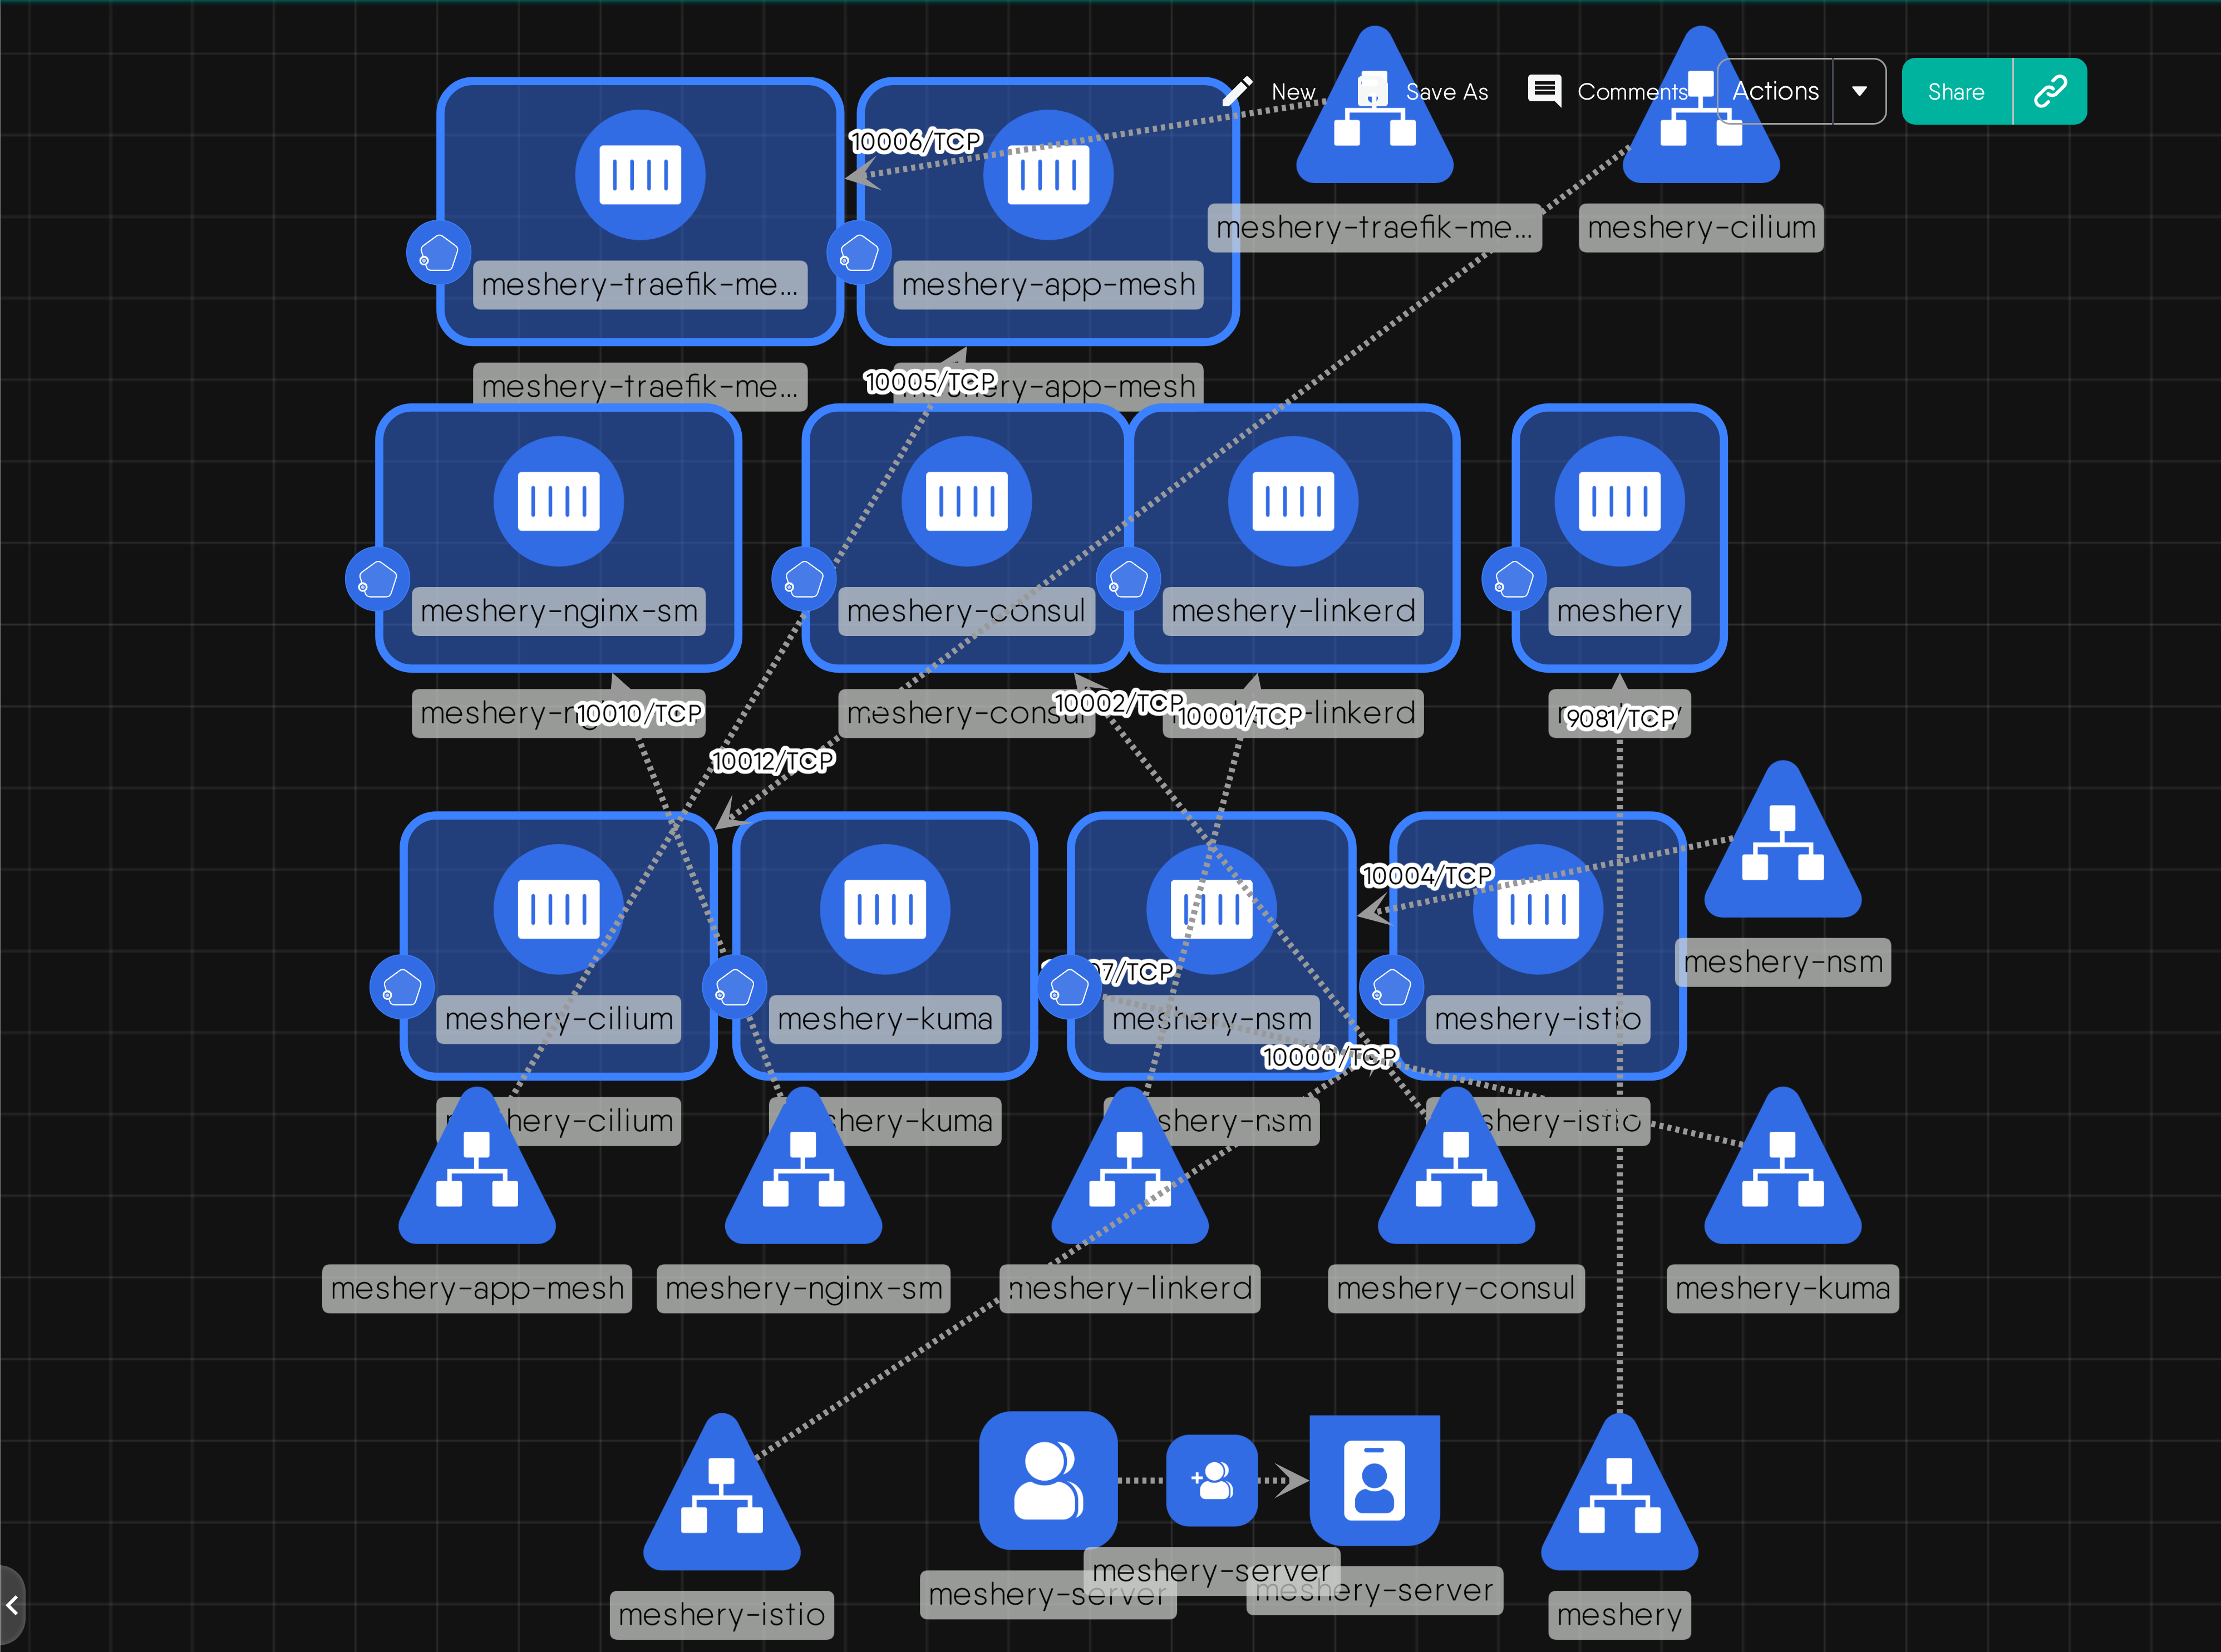 New
Save As
Comments
Actions
Share
10006/TCP
meshery-traefik-me...
meshery-cilium
meshery-traefik-me...
meshery-app-mesh
meshery-traefik-me...
10005/TCP
-app-mesh
meshery-nginx-sm
meshery-consul
meshery-linkerd
meshery
10010/TCP
meshery-consul
10002/TCP
10001/TCP
linkerd
9081/TCP
10012/TCP
10004/TCP
meshery-nsm
7/TCP
meshery-cilium
meshery-kuma
meshery-nsm
meshery-istio
10000/TCP
hery-cilium
hery-kuma
shery-nsm
shery-istio
meshery-app-mesh
meshery-nginx-sm
meshery-linkerd
meshery-consul
meshery-kuma
meshery-server
meshery-server
meshery-server
meshery-istio
meshery